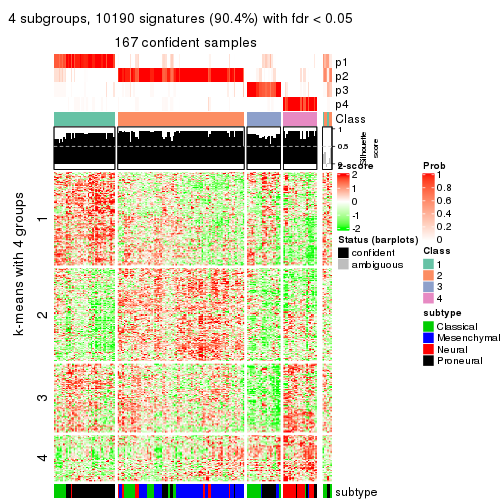 4 subgroups, 10190 signatures (90.4%) with fdr < 0.05
167 confident samples
p1
p2
p3
p4
Class
1
0.5
0
Silhouette
score
k-means with 4 groups
1
2
3
4
subtype
z-score
2
1
0
-1
-2
Status (barplots)
confident
ambiguous
Prob
1
0.8
0.6
0.4
0.2
0
Class
1
2
3
4
subtype
Classical
Mesenchymal
Neural
Proneural